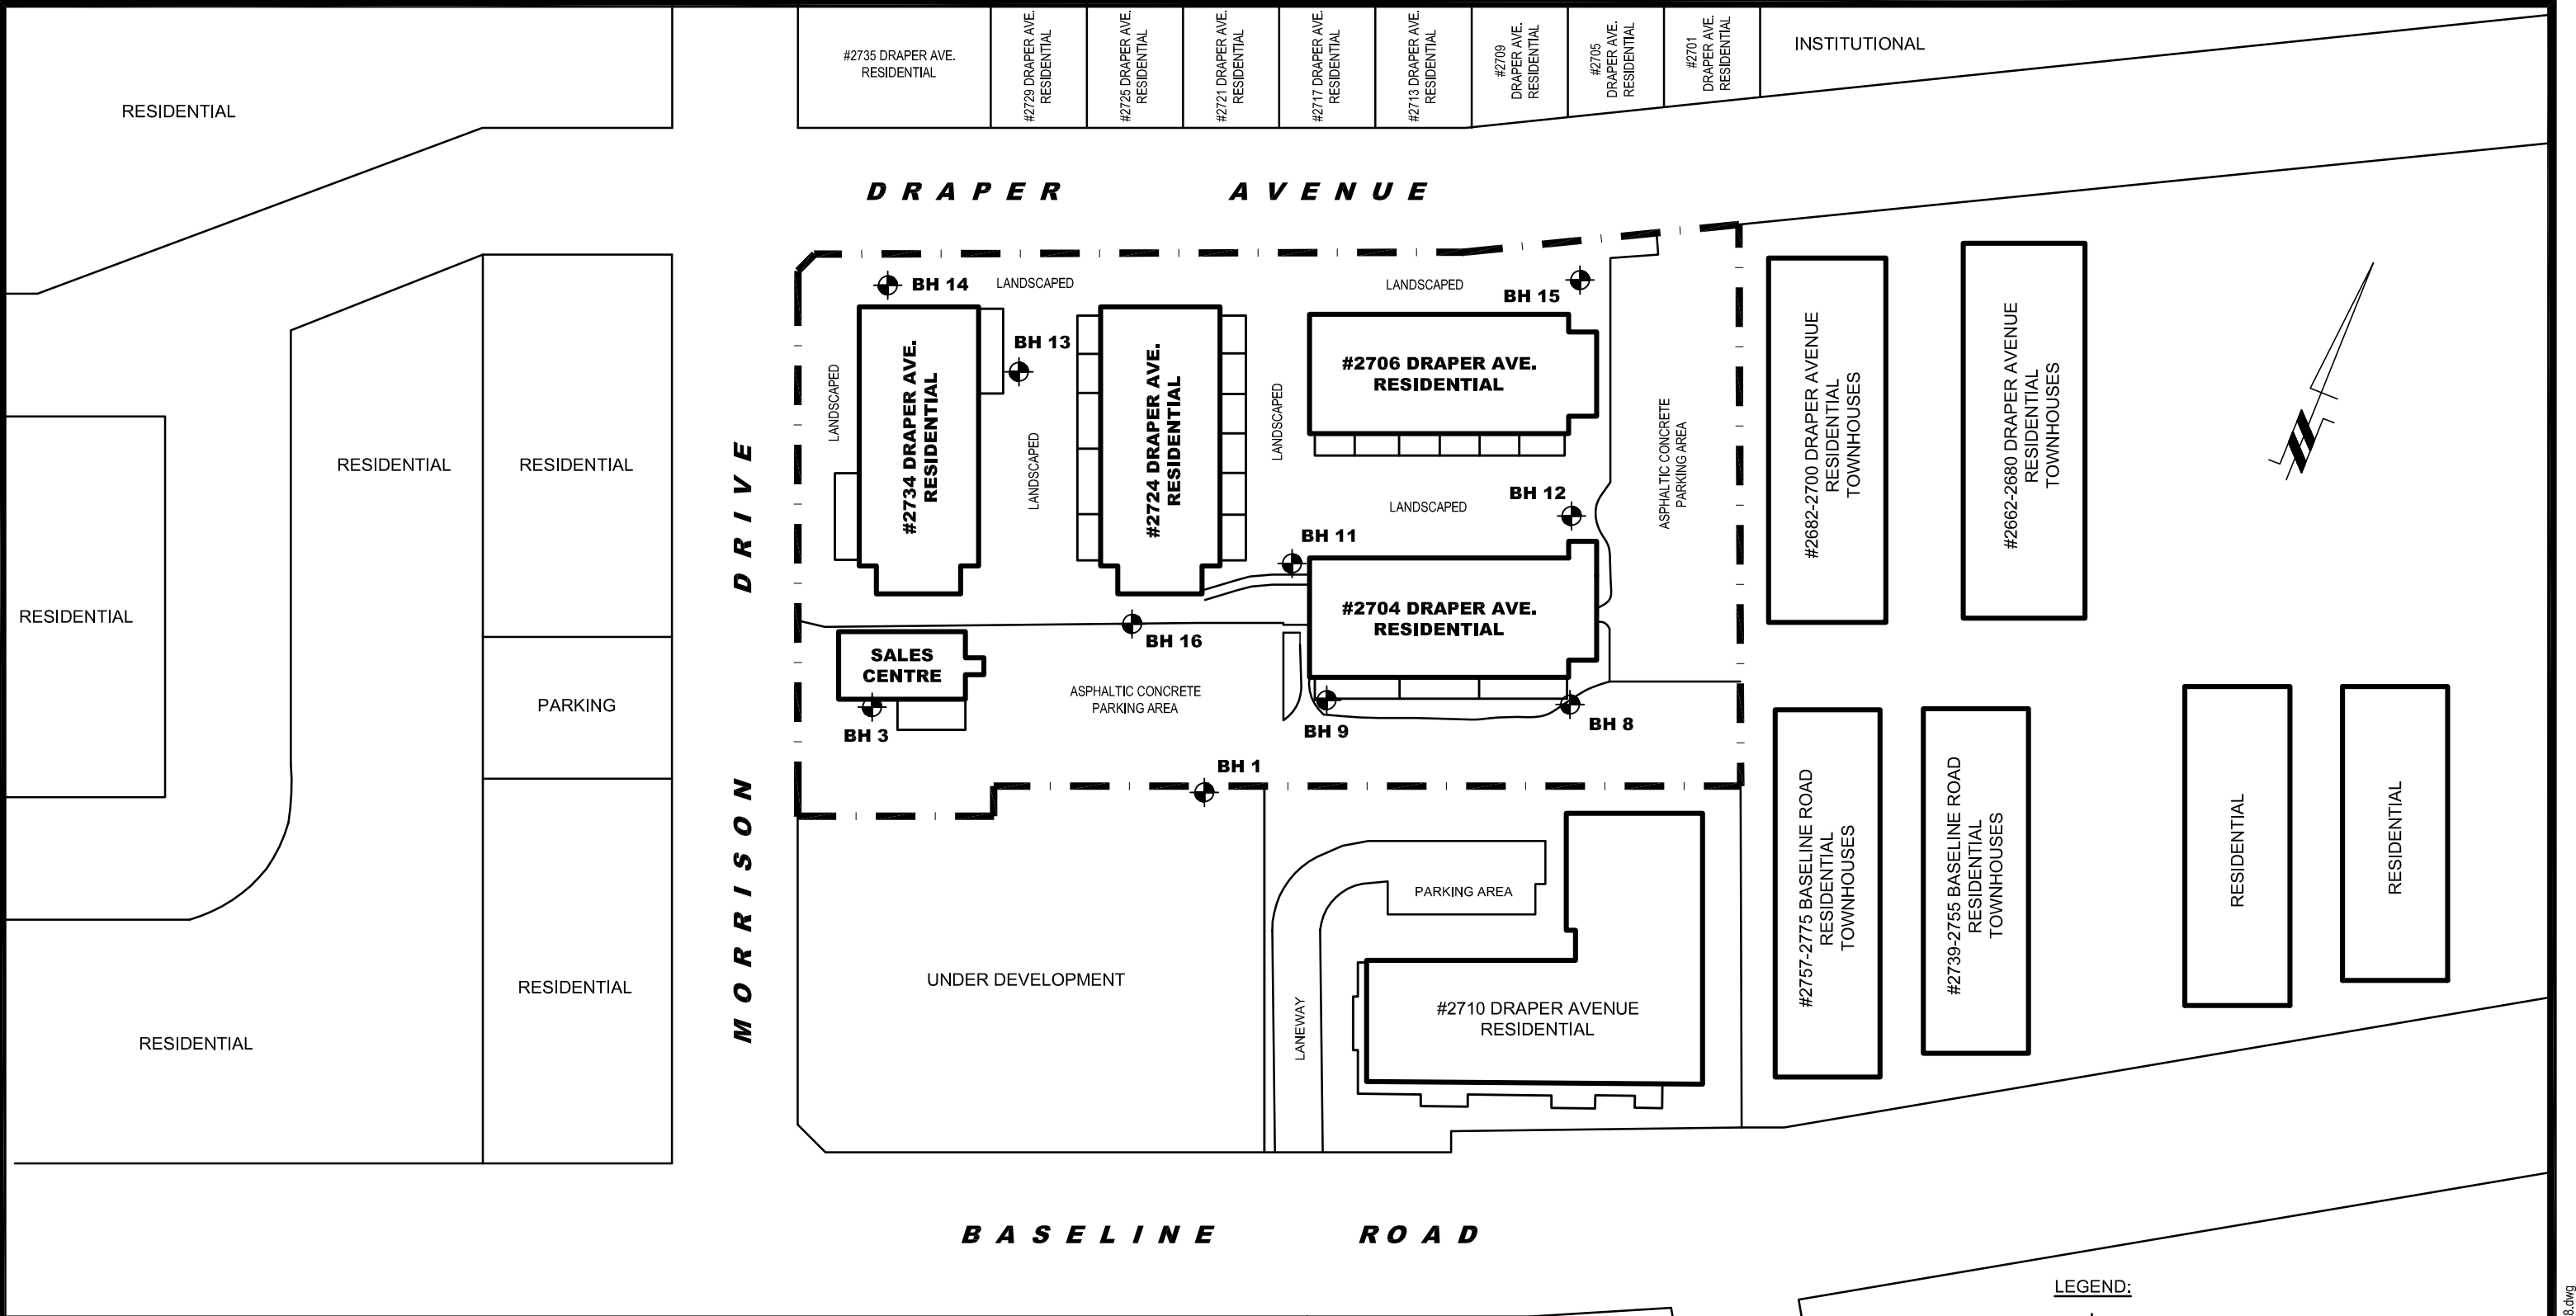 #2735 DRAPER AVE.
RESIDENTIAL
#2729 DRAPER AVE.
RESIDENTIAL
#2725 DRAPER AVE.
RESIDENTIAL
#2721 DRAPER AVE.
RESIDENTIAL
#2717 DRAPER AVE.
RESIDENTIAL
#2713 DRAPER AVE.
RESIDENTIAL
#2709
DRAPER AVE.
RESIDENTIAL
#2705
DRAPER AVE.
RESIDENTIAL
#2701
DRAPER AVE.
RESIDENTIAL
INSTITUTIONAL
RESIDENTIAL
DRAPER AVENUE
BH 14
LANDSCAPED
LANDSCAPED
BH 15
BH 13
LANDSCAPED
#2734 DRAPER AVE.
RESIDENTIAL
LANDSCAPED
#2724 DRAPER AVE.
RESIDENTIAL
LANDSCAPED
#2706 DRAPER AVE.
RESIDENTIAL
ASPHALTIC CONCRETE
PARKING AREA
#2682-2700 DRAPER AVENUE
RESIDENTIAL
TOWNHOUSES
#2662-2680 DRAPER AVENUE
RESIDENTIAL
TOWNHOUSES
RESIDENTIAL
RESIDENTIAL
MORRISON DRIVE
BH 12
LANDSCAPED
BH 11
RESIDENTIAL
#2704 DRAPER AVE.
RESIDENTIAL
BH 16
SALES
CENTRE
PARKING
ASPHALTIC CONCRETE
PARKING AREA
BH 3
BH 9
BH 8
BH 1
#2757-2775 BASELINE ROAD
RESIDENTIAL
TOWNHOUSES
#2739-2755 BASELINE ROAD
RESIDENTIAL
TOWNHOUSES
RESIDENTIAL
RESIDENTIAL
PARKING AREA
UNDER DEVELOPMENT
RESIDENTIAL
LANEWAY
#2710 DRAPER AVENUE
RESIDENTIAL
RESIDENTIAL
BASELINE ROAD
LEGEND:
8.dwg